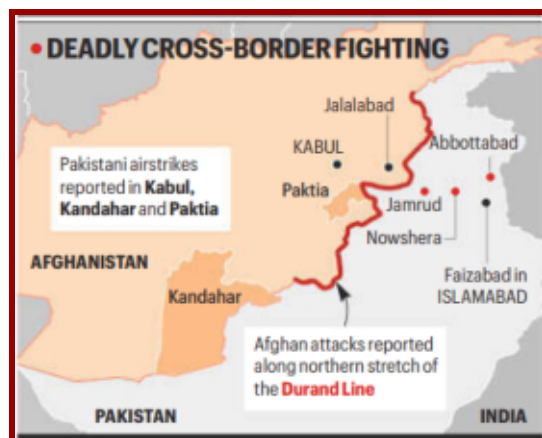 • DEADLY CROSS-BORDER FIGHTING
Jalalabad
KABUL
Abbottabad
Pakistani airstrikes
reported in Kabul,
Kandahar and Paktia
Paktia
Jamrud
Nowshera
AFGHANISTAN
Faizabad in
ISLAMABAD
Kandahar
Afghan attacks reported
along northern stretch of
the Durand Line
PAKISTAN
INDIA